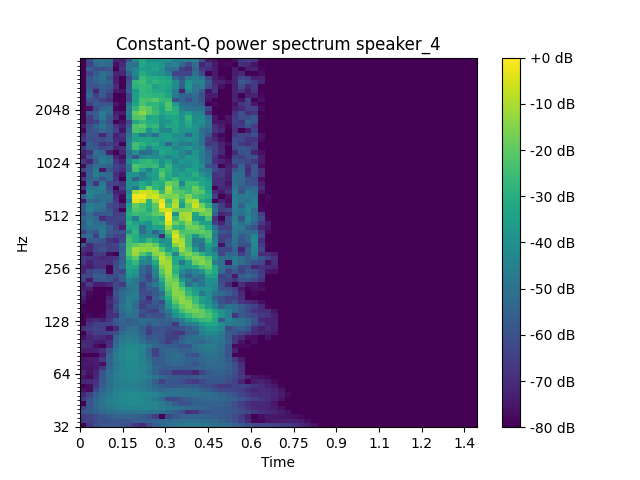 Constant-Q power spectrum speaker_4
Hz
2048
1024
512
256
128
64
32
0 0.15 0.3 0.45 0.6 0.75 0.9 1.1 1.2 1.4
Time
+0 dB
-10 dB
-20 dB
-30 dB
-40 dB
-50 dB
-60 dB
-70 dB
-80 dB